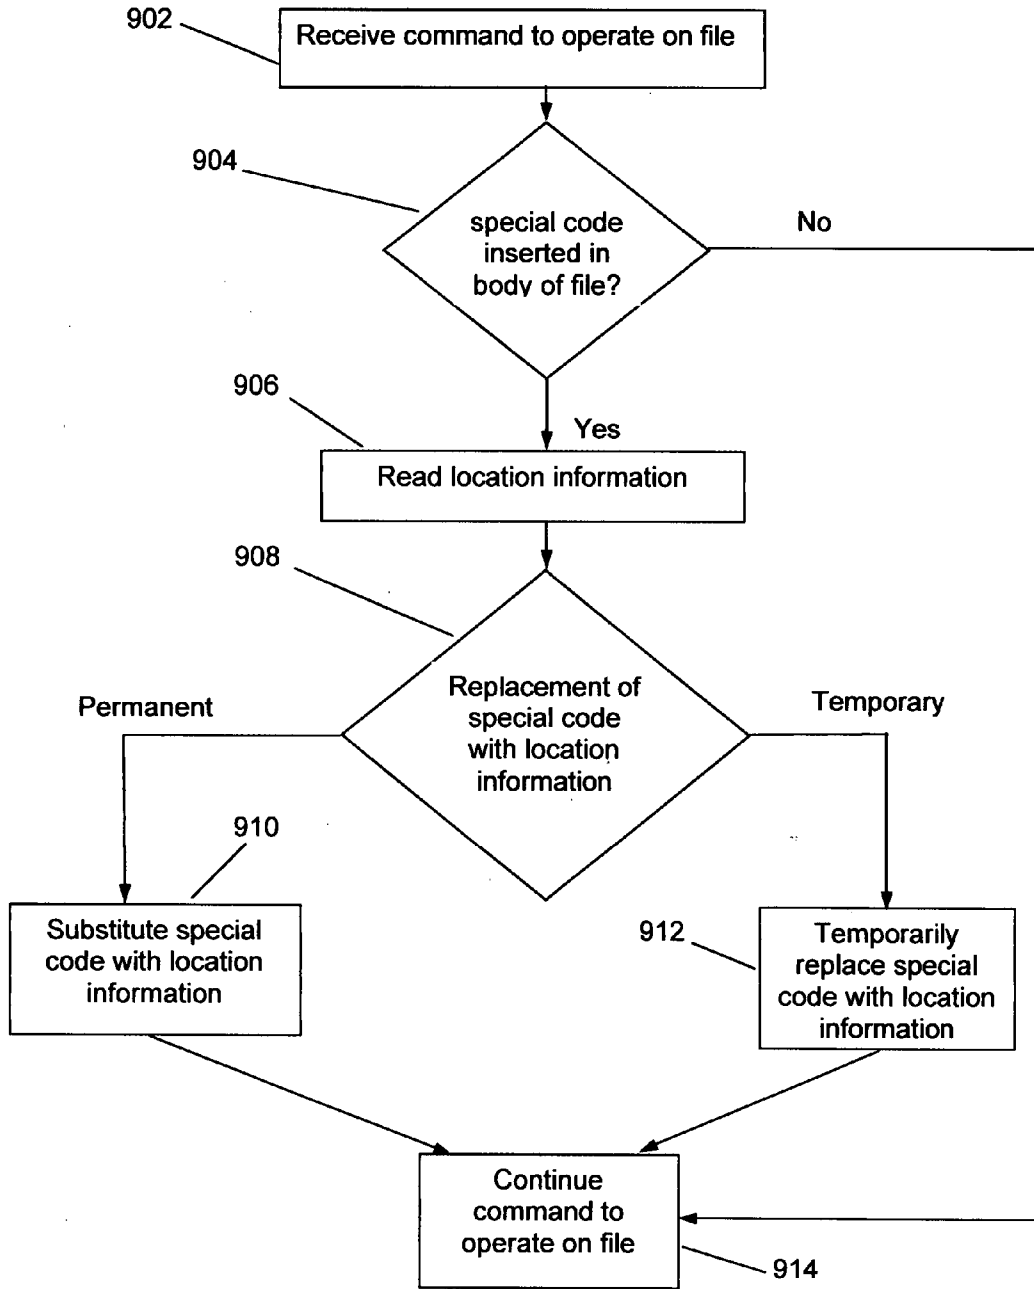 902
Receive command to operate on file
904
special code
inserted in
body of file?
No
906
Yes
Read location information
908
Replacement of
special code
with location
information
Permanent
Temporary
910
Substitute special
code with location
information
912
Temporarily
replace special
code with location
information
Continue
command to
operate on file
914